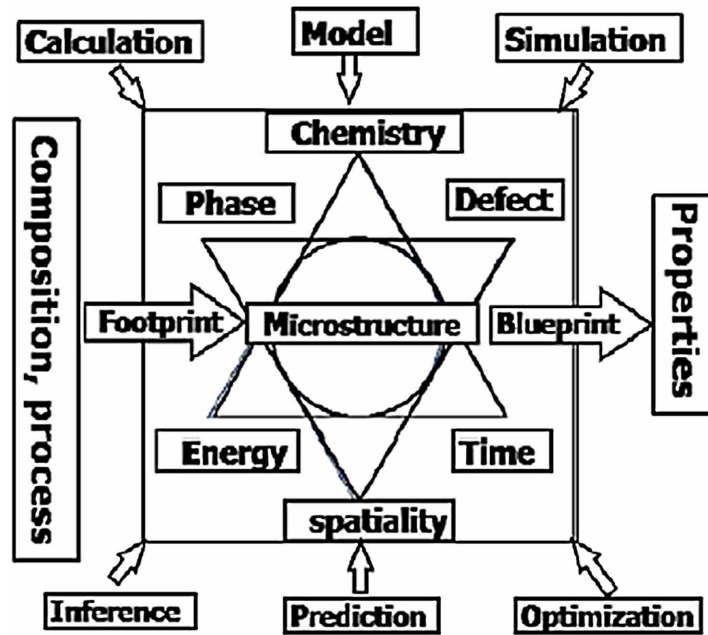 Calculation
Model
Simulation
Chemistry
Phase
Defect
Composition, process
Footprint
Microstructure
Blueprint
Properties
Energy
Time
spatiality
Inference
Prediction
Optimization